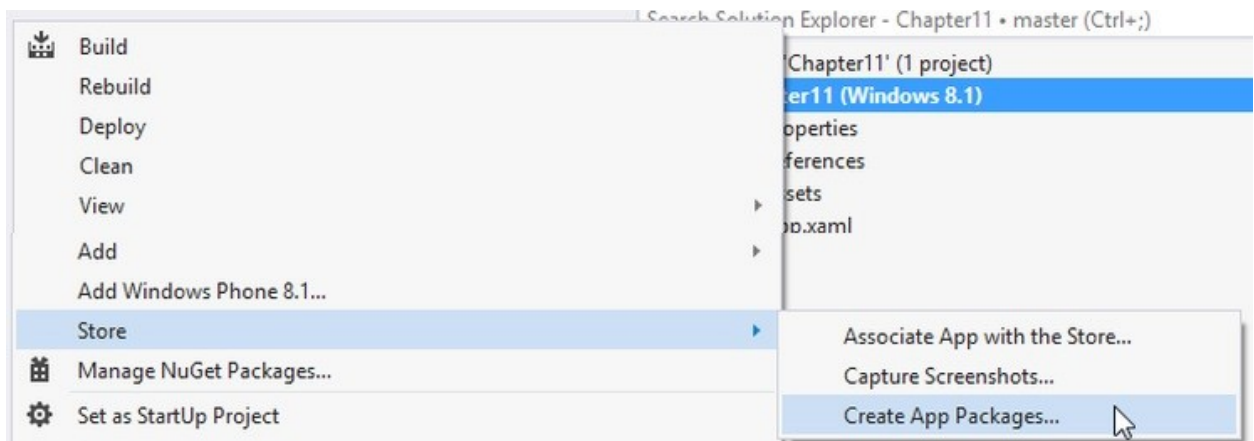 Search Solution Explorer - Chapter11 • master (Ctrl+;)
Build
'Chapter11' (1 project)
Rebuild
er11 (Windows 8.1)
Deploy
operties
Clean
ferences
View
sets
pp.xaml
Add
Add Windows Phone 8.1...
Store
Associate App with the Store...
Manage NuGet Packages...
Capture Screenshots...
Set as StartUp Project
Create App Packages...